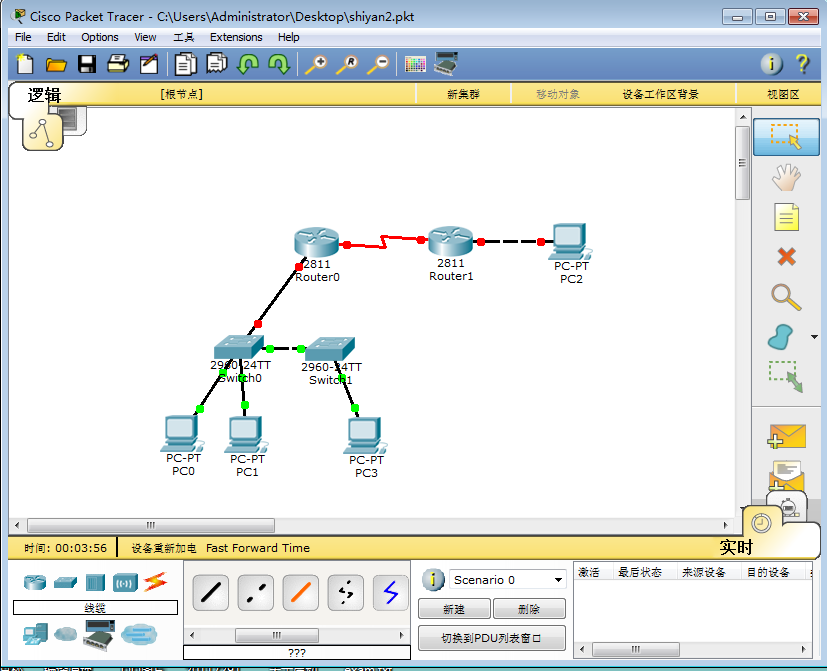 Cisco Packet Tracer - C:\Users\Administrator\Desktop\shiyan2.pkt
File Edit Options View 工具 Extensions Help
逻辑 [根节点] 新集群 移动对象 设备工作区背景 视图区
2811
Router0
2811
Router1
PC-PT
PC2
2960-24TT
Switch0
2960-24TT
Switch1
PC-PT
PC0
PC-PT
PC1
PC-PT
PC3
时间: 00:03:56 设备重新加电 Fast Forward Time 实时
线缆
???
Scenario 0
新建 删除
切换到PDU列表窗口
激活 最后状态 来源设备 目的设备